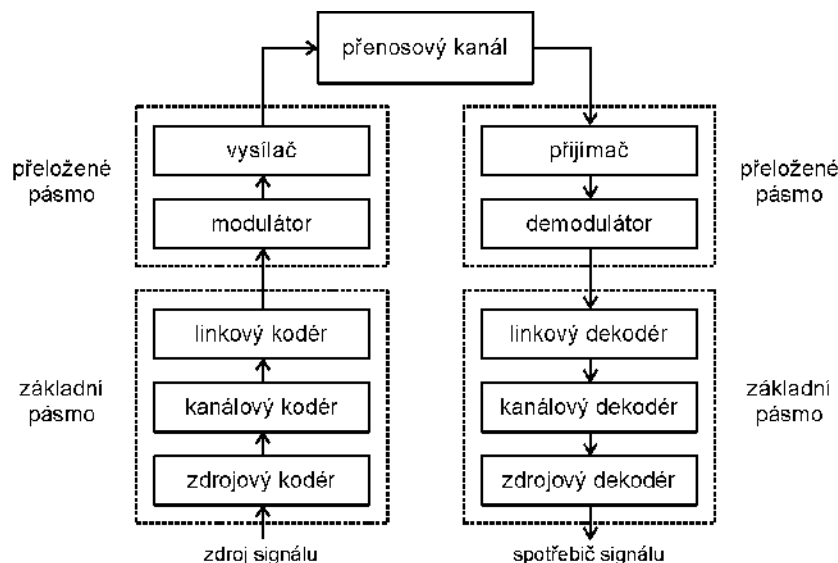 přenosový kanál
vysílač
přijímač
přeložené
pásmo
přeložené
pásmo
modulátor
demodulátor
linkový kodér
linkový dekodér
základní
pásmo
kanálový kodér
kanálový dekodér
základní
pásmo
zdrojový kodér
zdrojový dekodér
zdroj signálu
spotřebič signálu